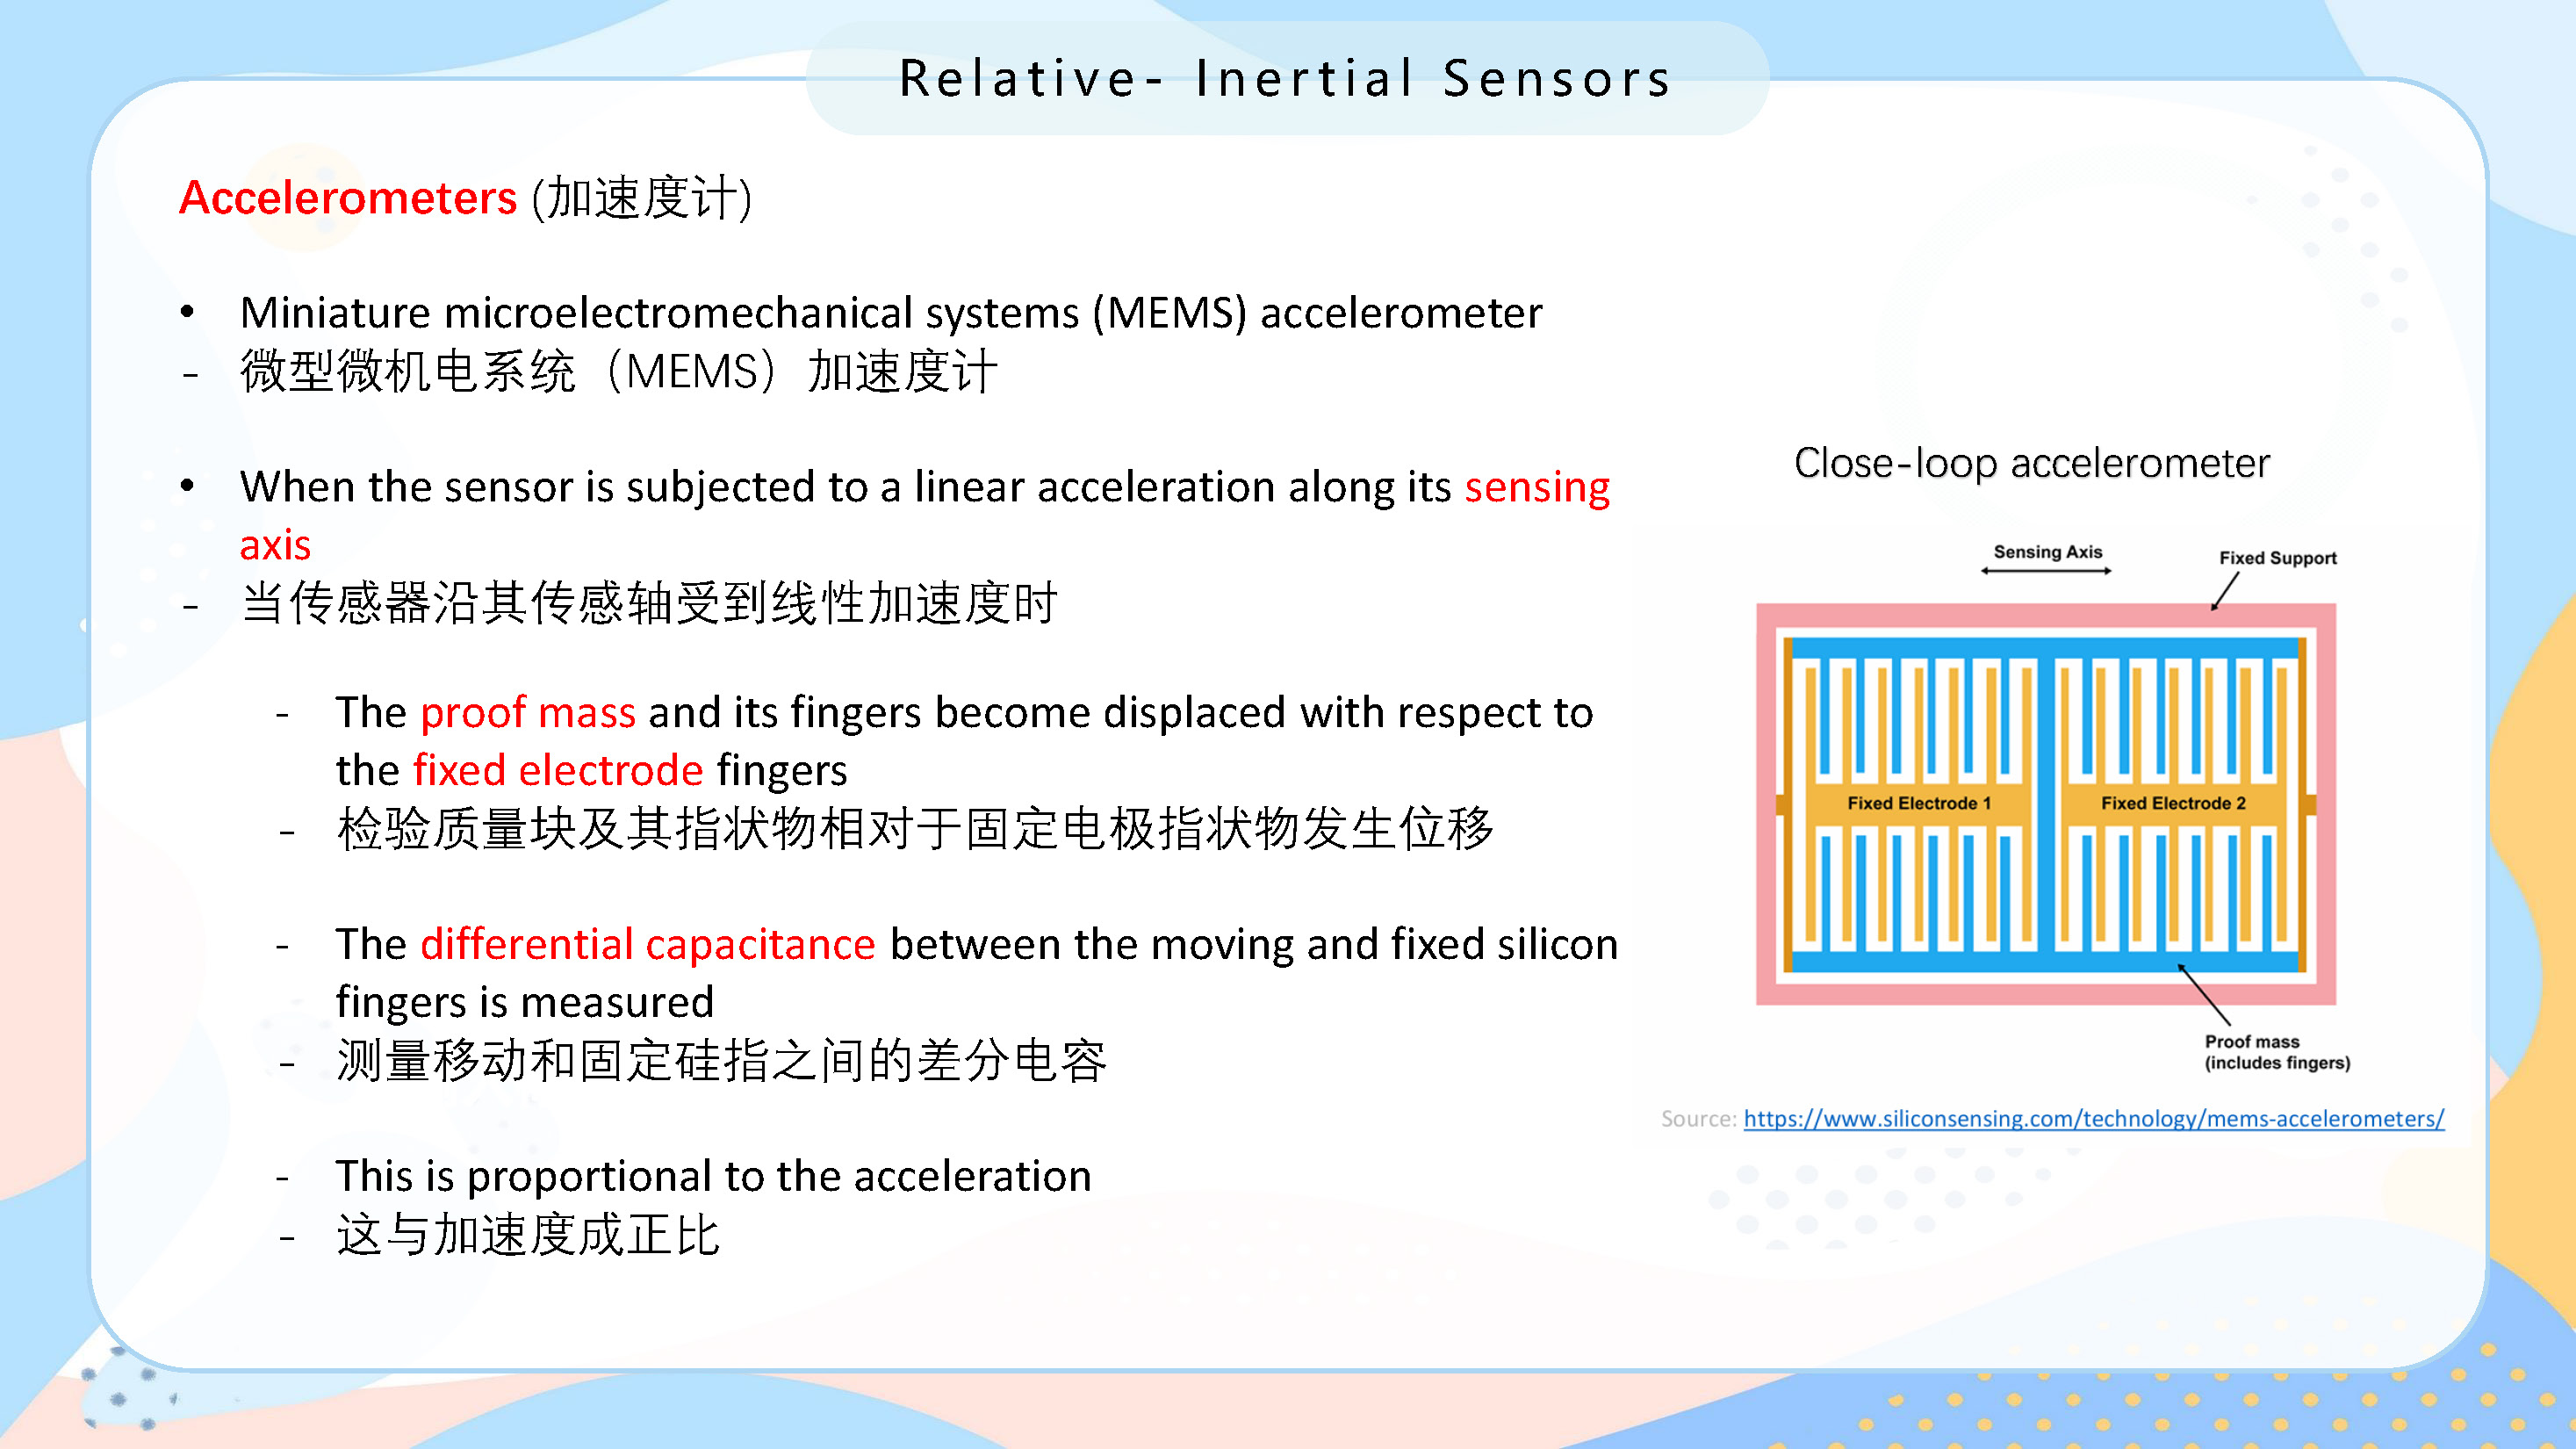 Relative- Inertial Sensors
Accelerometers (加速度计)
• Miniature microelectromechanical systems (MEMS) accelerometer
- 微型微机电系统（MEMS）加速度计
• When the sensor is subjected to a linear acceleration along its sensing
axis
- 当传感器沿其传感轴受到线性加速度时
- The proof mass and its fingers become displaced with respect to
the fixed electrode fingers
- 检验质量块及其指状物相对于固定电极指状物发生位移
- The differential capacitance between the moving and fixed silicon
fingers is measured
- 测量移动和固定硅指之间的差分电容
- This is proportional to the acceleration
- 这与加速度成正比
Close-loop accelerometer
Sensing Axis
Fixed Support
Fixed Electrode 1
Fixed Electrode 2
Proof mass
(includes fingers)
Source: https://www.siliconsensing.com/technology/mems-accelerometers/